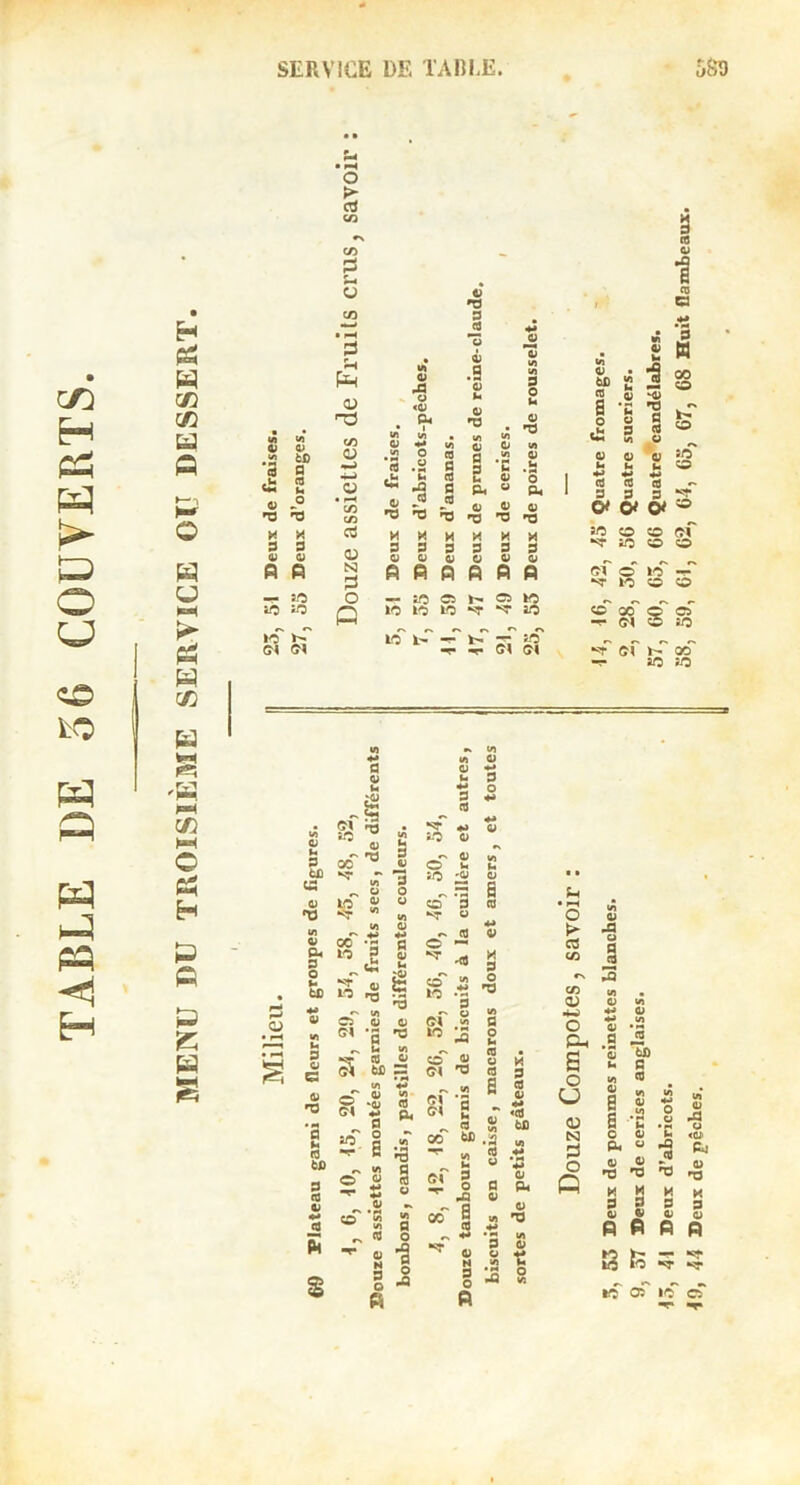 SERVICE DE TABLE. 589
TABLE DE 56 COUVERTS.
MENU DU TROISIÈME SERVICE OU DESSERT.
Milieu.
69 Plateau garni de fleurs et groupes de figures.
1, 6, 10, 15, 20, 24, 29, 34, 38, 43, 48, 52,
Douze assiettes montées garnies de fruits secs, de différents
bonbons, candis, pastilles de différentes couleurs.
4, 8, 12, 18, 22, 26, 32, 36, 40, 46, 50, 54,
Douze tambours garnis de biscuits à la cuillère et autres,
biscuits en caisse, macarons doux et amers, et toutes
sortes de petits gâteaux.
Douze Compotes, savoir :
3, 33 Deux de pommes reinettes blanches.
9, 37 Deux de cerises anglaises.
13, 41 Deux d'abricots.
19, 44 Deux de pêches.
23, 51 Deux de fraises.
27, 55 Deux d'oranges.
Douze assiettes de Fruits crus, savoir :
5, 31 Deux de fraises.
7, 35 Deux d'abricots-pêches.
11, 39 Deux d'ananas.
17, 47 Deux de prunes de reine-claude.
21, 49 Deux de cerises.
25, 53 Deux de poires de rousselet.
14, 16, 42, 45 Quatre fromages.
2, 28, 30, 56 Quatre sucriers.
57, 60, 63, 66 Quatre candélabres.
58, 59, 61, 62, 64, 65, 67, 68 Huit flambeaux.